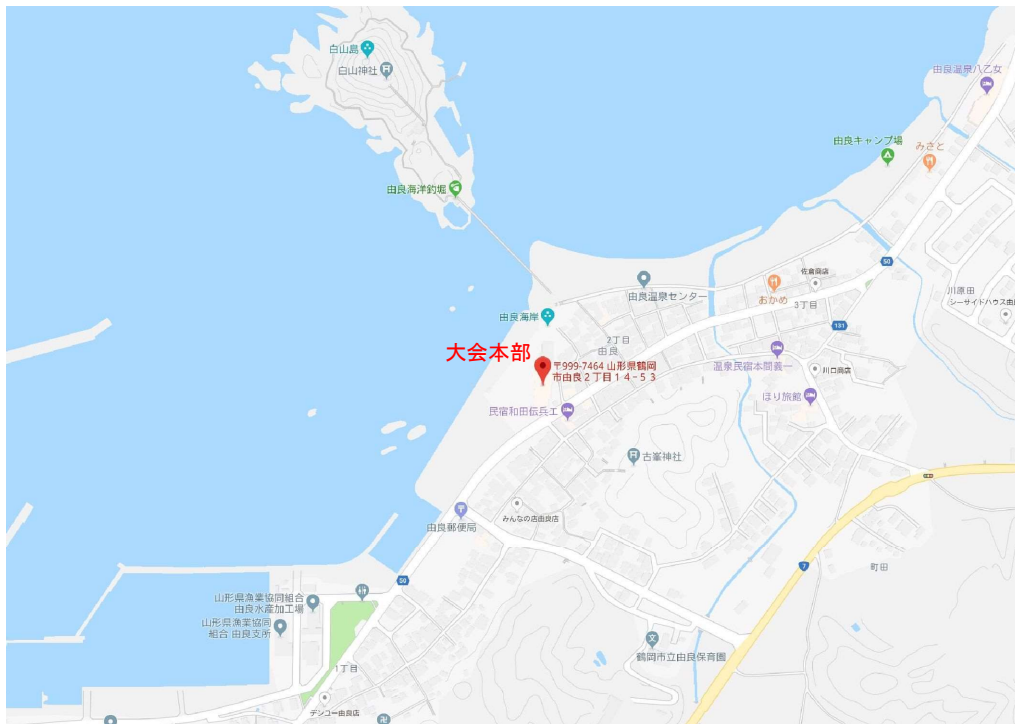 白山島
白山神社
由良温泉八乙女
由良キャンプ場
みさと
由良海洋釣堀
50
佐倉商店
川原田
シーサイドハウス由
由良温泉センター
おかめ
3丁目
由良海岸
131
2丁目
由良
大会本部
〒999-7464 山形県鶴岡
市由良２丁目１４−５３
温泉民宿本間義一
川口商店
ほり旅館
民宿和田伝兵エ
古峯神社
みんなの店由良店
由良郵便局
7
町田
50
山形県漁業協同組合
由良水産加工場
山形県漁業協同
組合 由良支所
鶴岡市立由良保育園
1丁目
デンユー由良店